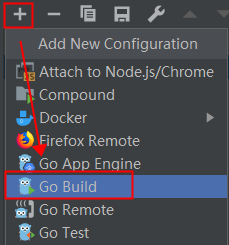 Add New Configuration
Attach to Node.js/Chrome
Compound
Docker
Firefox Remote
Go App Engine
Go Build
Go Remote
Go Test